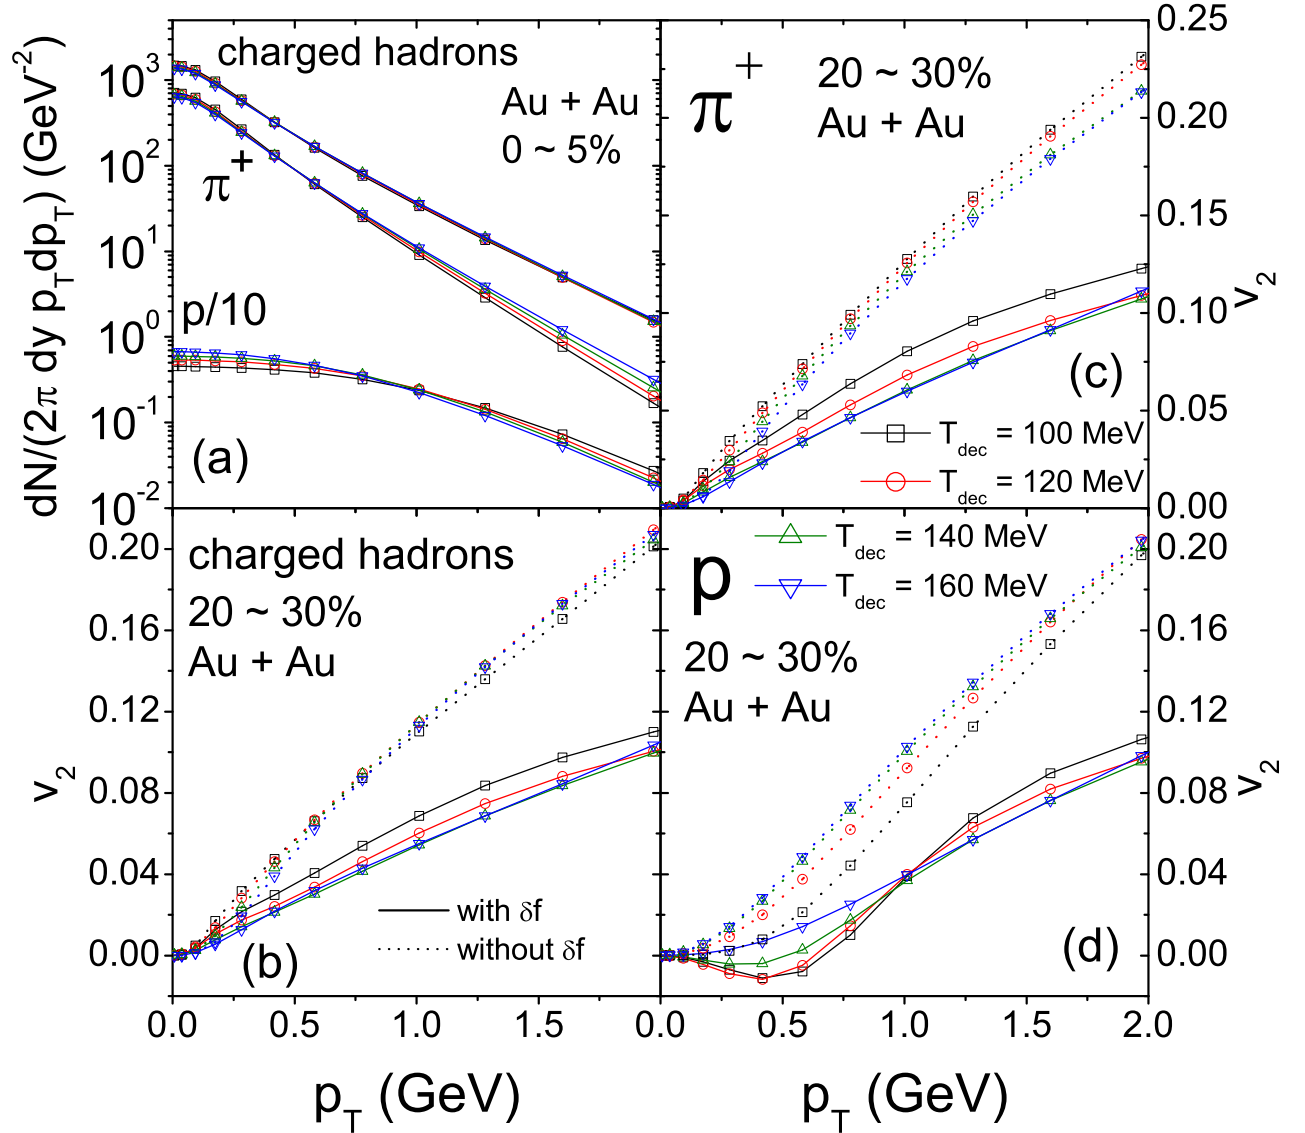 dN/(2π dy p_T dp_T) (GeV^-2)
10^3
10^2
10^1
10^0
10^-1
10^-2
charged hadrons
Au + Au
0 ~ 5%
π^+
p/10
(a)
π^+
20 ~ 30%
Au + Au
(c)
T_dec = 100 MeV
T_dec = 120 MeV
0.25
0.20
0.15
0.10
0.05
0.00
v_2
v_2
0.20
0.16
0.12
0.08
0.04
0.00
charged hadrons
20 ~ 30%
Au + Au
with δf
without δf
(b)
0.0 0.5 1.0 1.5
p_T (GeV)
T_dec = 140 MeV
T_dec = 160 MeV
p
20 ~ 30%
Au + Au
(d)
0.20
0.16
0.12
0.08
0.04
0.00
v_2
0.0 0.5 1.0 1.5 2.0
p_T (GeV)